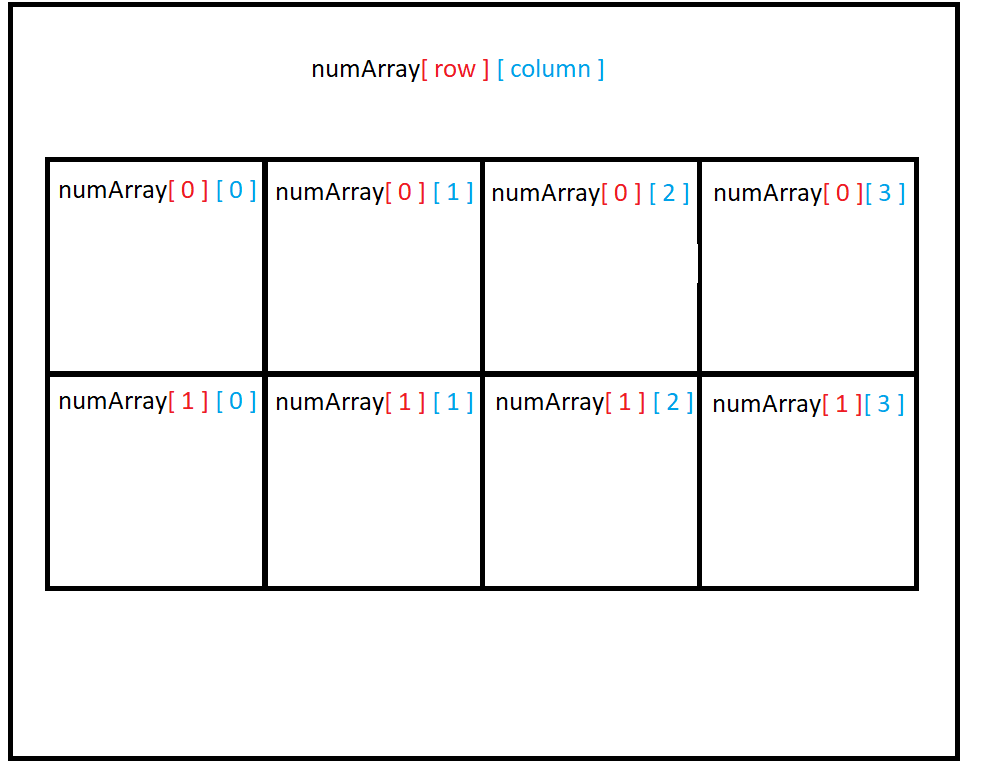 numArray[ row ] [ column ]
numArray[ 0 ] [ 0 ] numArray[ 0 ] [ 1 ] numArray[ 0 ] [ 2 ] numArray[ 0 ][ 3 ]
numArray[ 1 ] [ 0 ] numArray[ 1 ] [ 1 ] numArray[ 1 ] [ 2 ] numArray[ 1 ][ 3 ]